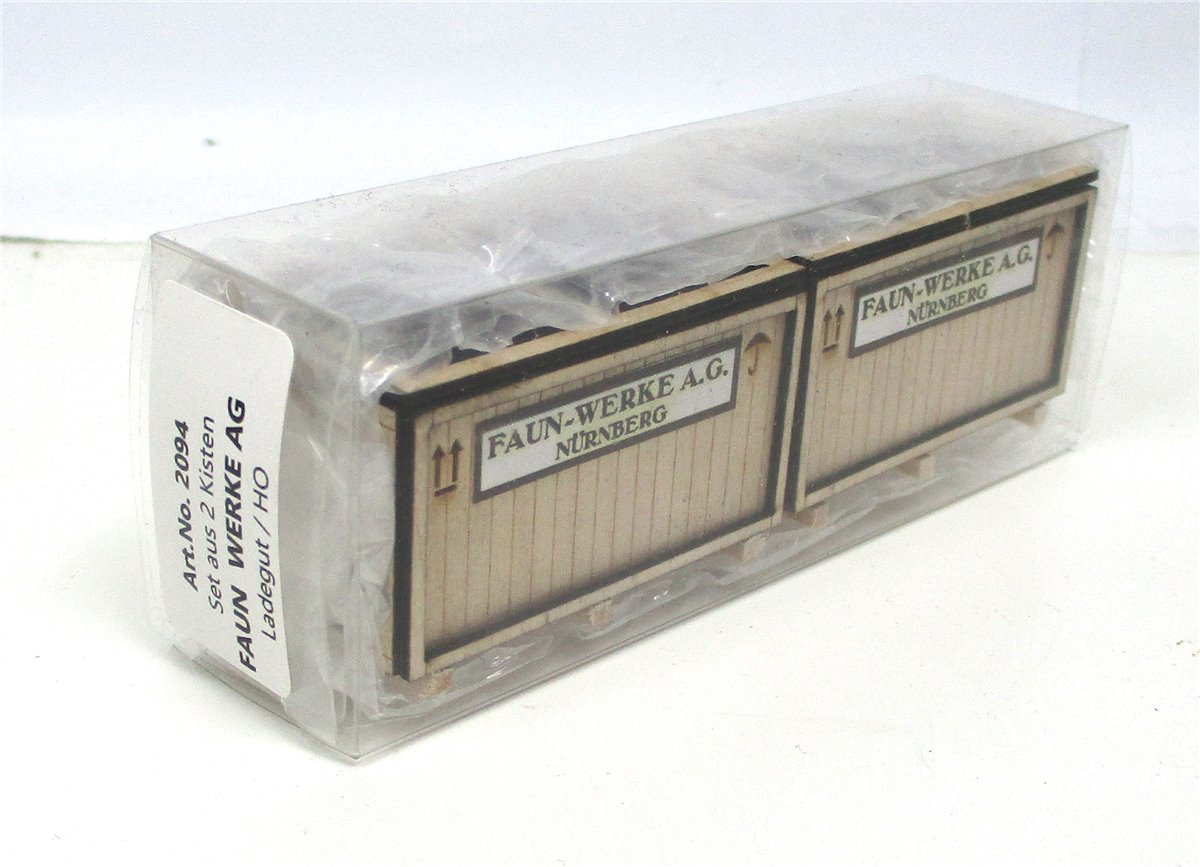 Art.No. 2094
Set aus 2 Kisten
FAUN WERKE AG
Ladegut / HO
FAUN-WERKE A.G.
NÜRNBERG
FAUN-WERKE A.G.
NÜRNBERG